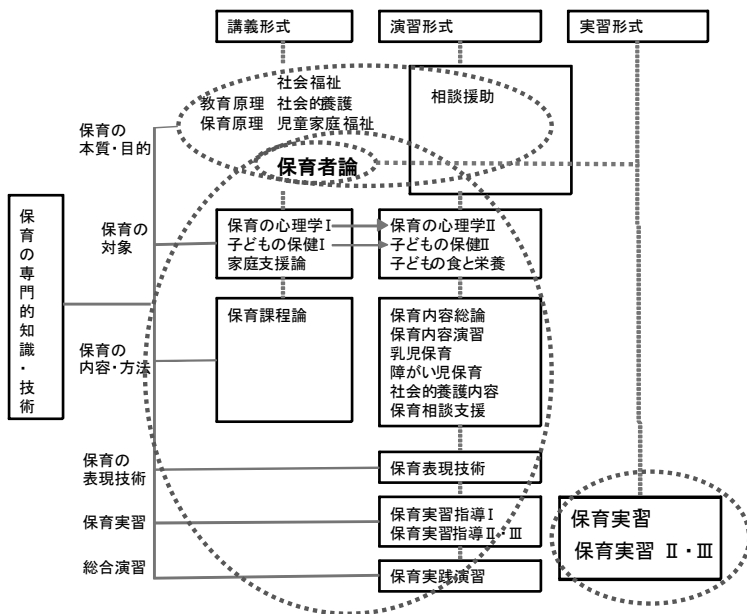 講義形式
演習形式
実習形式
社会福祉
教育原理 社会的養護
保育原理 児童家庭福祉
相談援助
保育の
本質・目的
保育者論
保育の専門的知識・技術
保育の
対象
保育の心理学Ⅰ
子どもの保健Ⅰ
家庭支援論
保育の心理学Ⅱ
子どもの保健Ⅱ
子どもの食と栄養
保育の
内容・方法
保育課程論
保育内容総論
保育内容演習
乳児保育
障がい児保育
社会的養護内容
保育相談支援
保育の
表現技術
保育表現技術
保育実習
保育実習指導Ⅰ
保育実習指導Ⅱ・Ⅲ
保育実習
保育実習 Ⅱ・Ⅲ
総合演習
保育実践演習